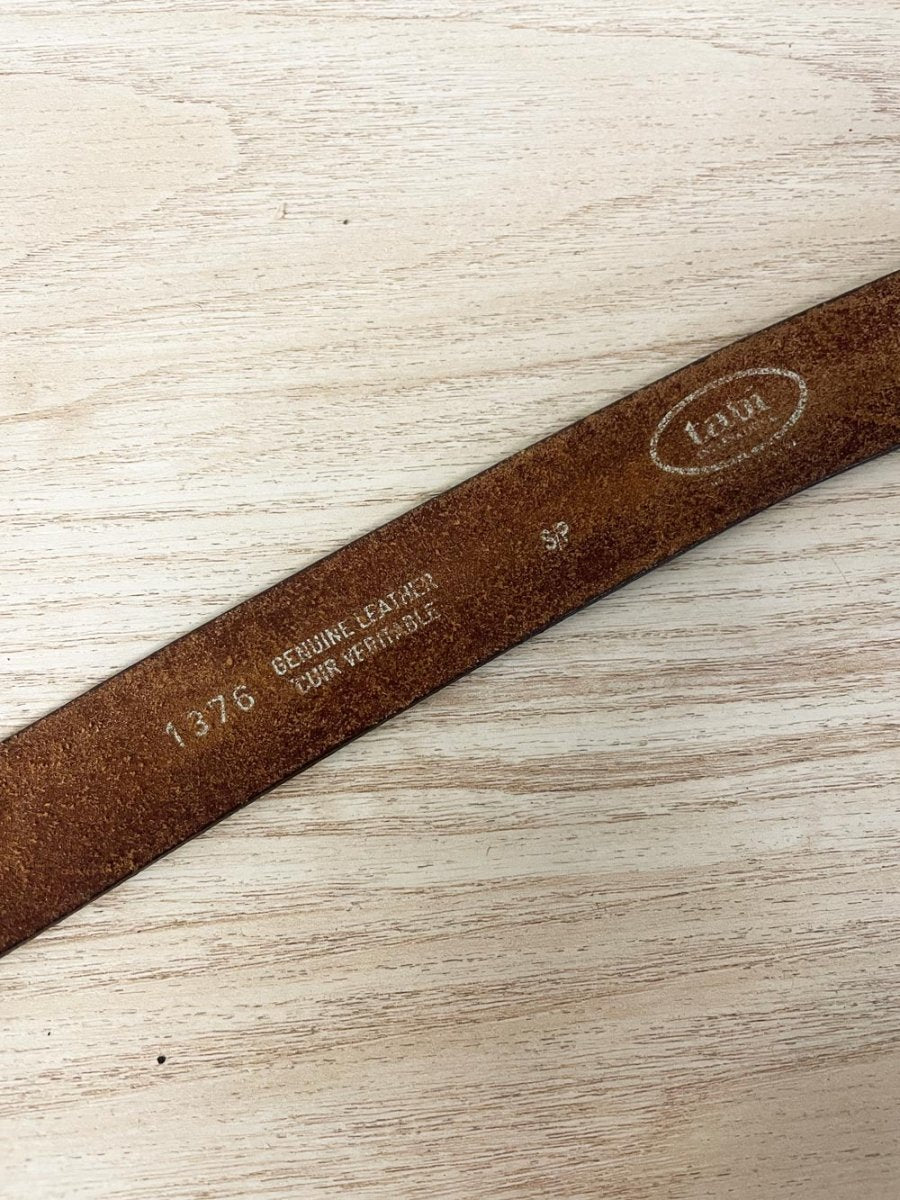 1376
GENUINE LEATHER
CUIR VERITABLE
SP